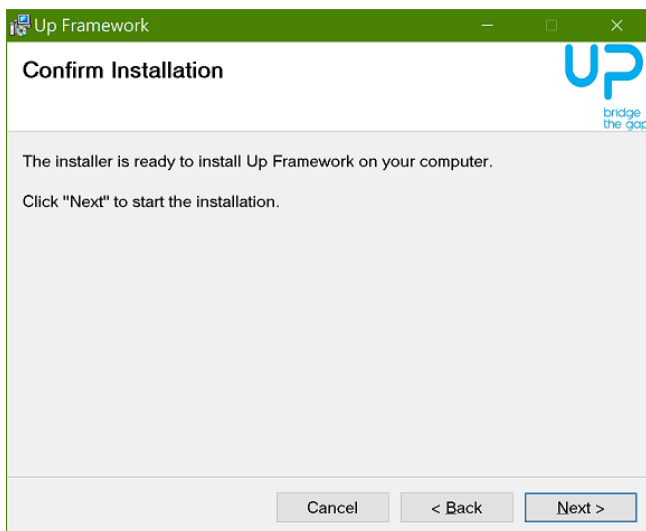 Up Framework
Confirm Installation
UP
bridge
the gap
The installer is ready to install Up Framework on your computer.
Click "Next" to start the installation.
Cancel
< Back
Next >